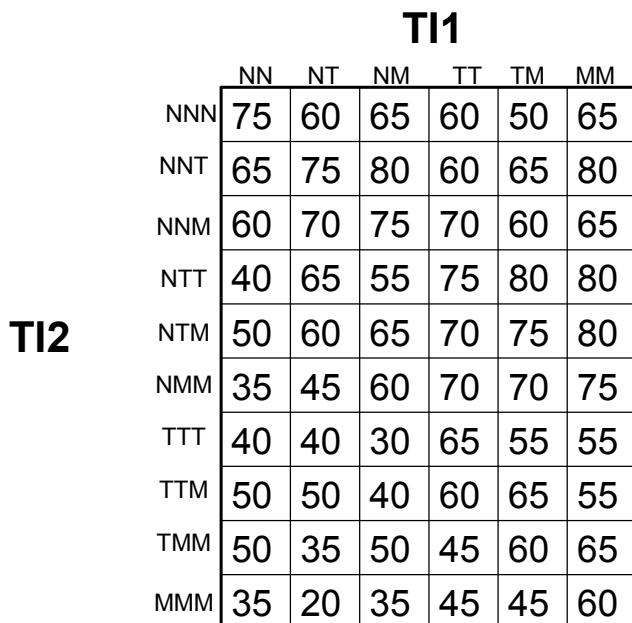 TI1
NN NT NM TT TM MM
NNN 75 60 65 60 50 65
NNT 65 75 80 60 65 80
NNM 60 70 75 70 60 65
NTT 40 65 55 75 80 80
TI2
NTM 50 60 65 70 75 80
NMM 35 45 60 70 70 75
TTT 40 40 30 65 55 55
TTM 50 50 40 60 65 55
TMM 50 35 50 45 60 65
MMM 35 20 35 45 45 60